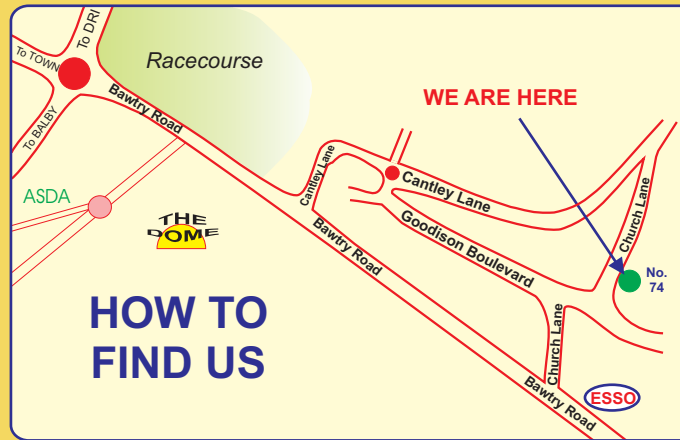 To DRI
To TOWN
To BALBY
Racecourse
Bawtry Road
WE ARE HERE
Cantley Lane
Cantley Lane
ASDA
THE
DOME
Goodison Boulevard
Church Lane
Bawtry Road
No.
74
HOW TO
FIND US
Church Lane
ESSO
Bawtry Road